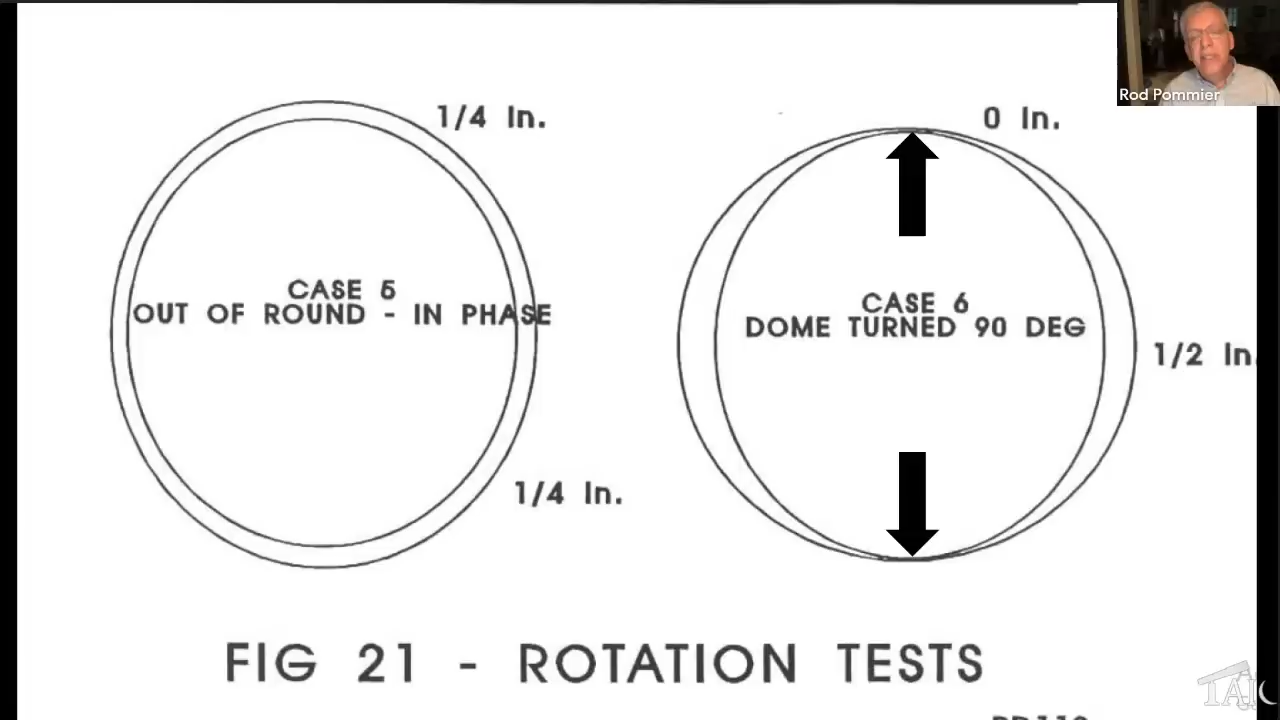 Rod Pommier
1/4 In.
0 In.
CASE 5
OUT OF ROUND - IN PHASE
CASE 6
DOME TURNED 90 DEG
1/2 In.
1/4 In.
FIG 21 - ROTATION TESTS